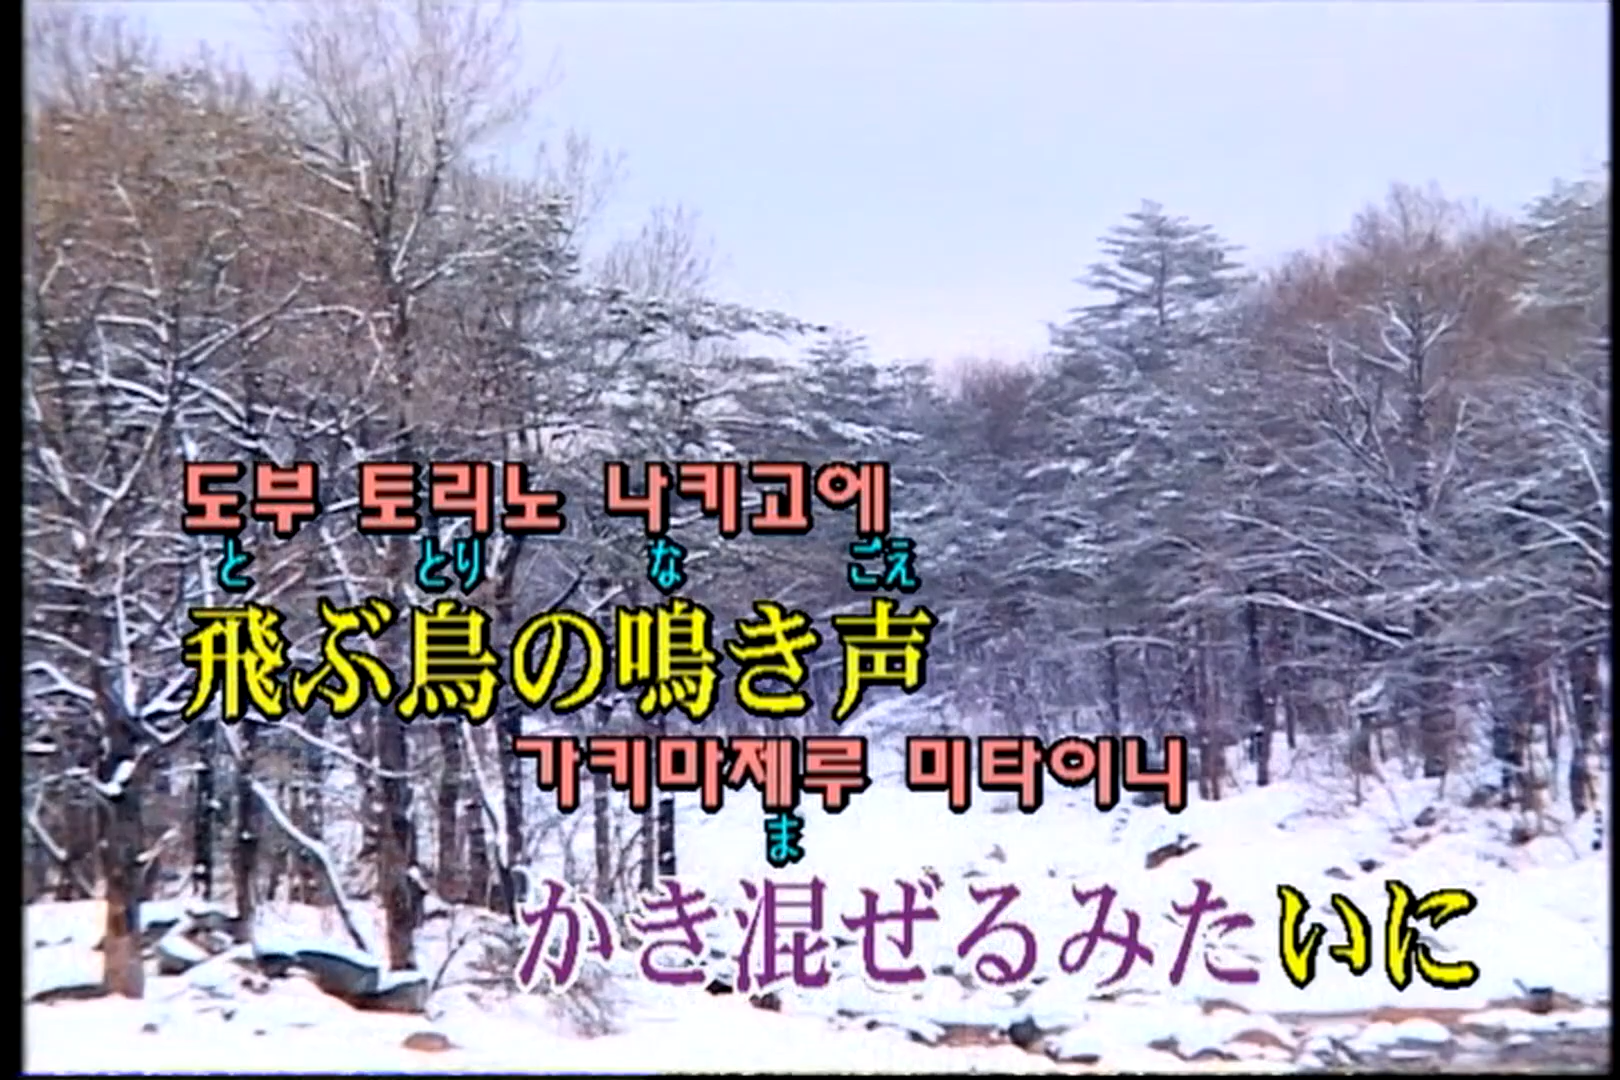 도부 토리노 나키고에
と とり な ごえ
飛ぶ鳥の鳴き声
가키마제루 미타이니
ま
かき混ぜるみたいに